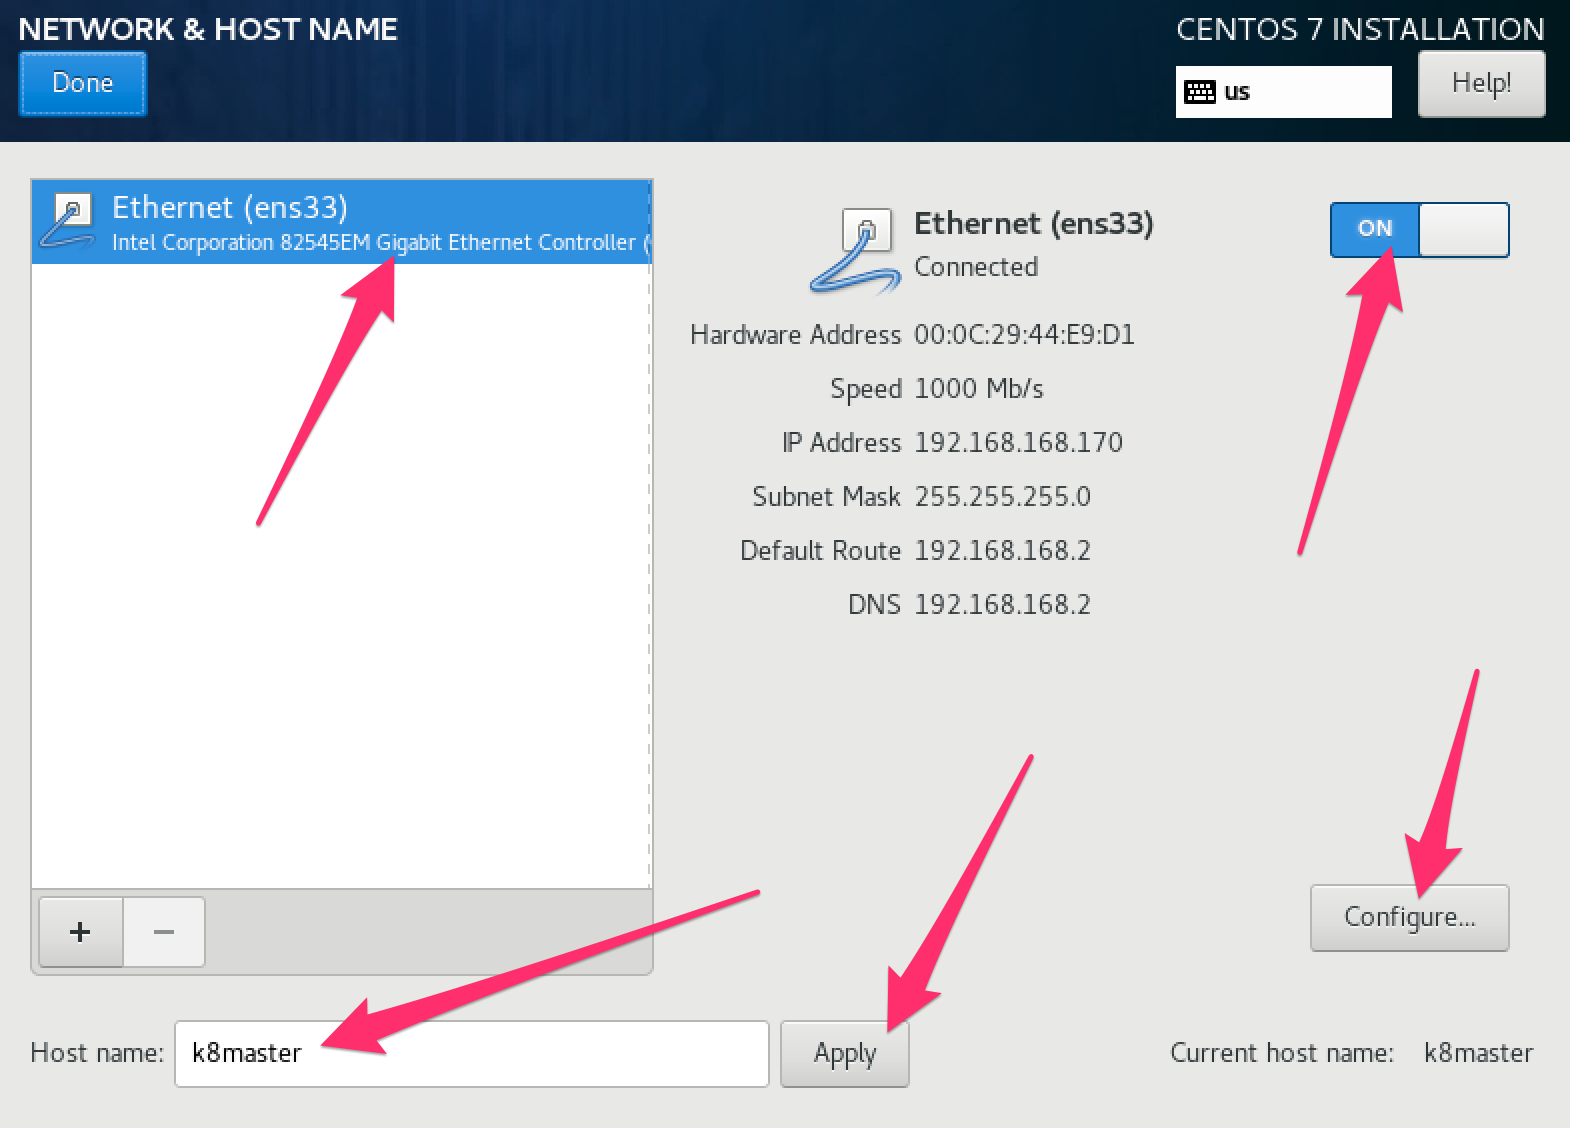 NETWORK & HOST NAME
CENTOS 7 INSTALLATION
Done
us
Help!
Ethernet (ens33)
Intel Corporation 82545EM Gigabit Ethernet Controller (
Ethernet (ens33)
Connected
ON
Hardware Address 00:0C:29:44:E9:D1
Speed 1000 Mb/s
IP Address 192.168.168.170
Subnet Mask 255.255.255.0
Default Route 192.168.168.2
DNS 192.168.168.2
+ −
Configure...
Host name: k8master
Apply
Current host name: k8master